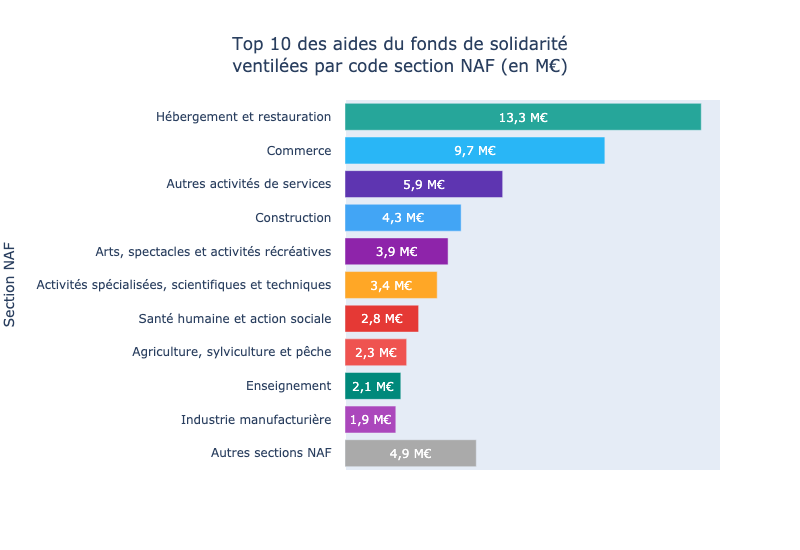 Top 10 des aides du fonds de solidarité
ventilées par code section NAF (en M€)
Section NAF
Hébergement et restauration 13,3 M€
Commerce 9,7 M€
Autres activités de services 5,9 M€
Construction 4,3 M€
Arts, spectacles et activités récréatives 3,9 M€
Activités spécialisées, scientifiques et techniques 3,4 M€
Santé humaine et action sociale 2,8 M€
Agriculture, sylviculture et pêche 2,3 M€
Enseignement 2,1 M€
Industrie manufacturière 1,9 M€
Autres sections NAF 4,9 M€